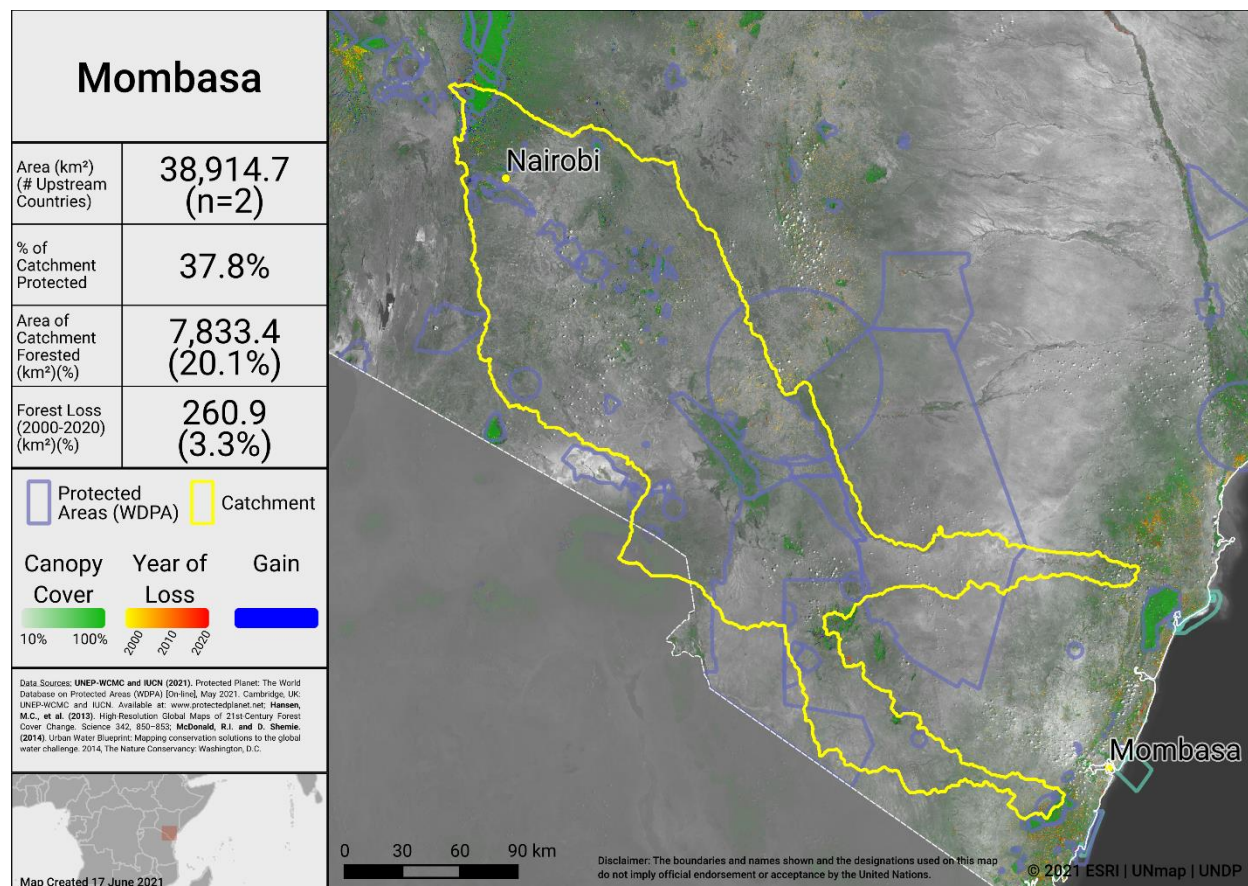 Mombasa
Area (km²)
(# Upstream
Countries)
38,914.7
(n=2)
% of
Catchment
Protected
37.8%
Area of
Catchment
Forested
(km²)(%)
7,833.4
(20.1%)
Forest Loss
(2000-2020)
(km²)(%)
260.9
(3.3%)
Protected
Areas (WDPA)
Catchment
Canopy
Cover
10% 100%
Year of
Loss
2000 2010 2020
Gain
Data Sources: UNEP-WCMC and IUCN (2021). Protected Planet: The World
Database on Protected Areas (WDPA) [On-line], May 2021. Cambridge, UK:
UNEP-WCMC and IUCN. Available at: www.protectedplanet.net; Hansen,
M.C., et al. (2013). High-Resolution Global Maps of 21st-Century Forest
Cover Change. Science 342, 850–853; McDonald, R.I. and D. Shemie.
(2014). Urban Water Blueprint: Mapping conservation solutions to the global
water challenge. 2014, The Nature Conservancy: Washington, D.C.
Map Created 17 June 2021
Nairobi
Mombasa
0 30 60 90 km
Disclaimer: The boundaries and names shown and the designations used on this map
do not imply official endorsement or acceptance by the United Nations.
© 2021 ESRI | UNmap | UNDP